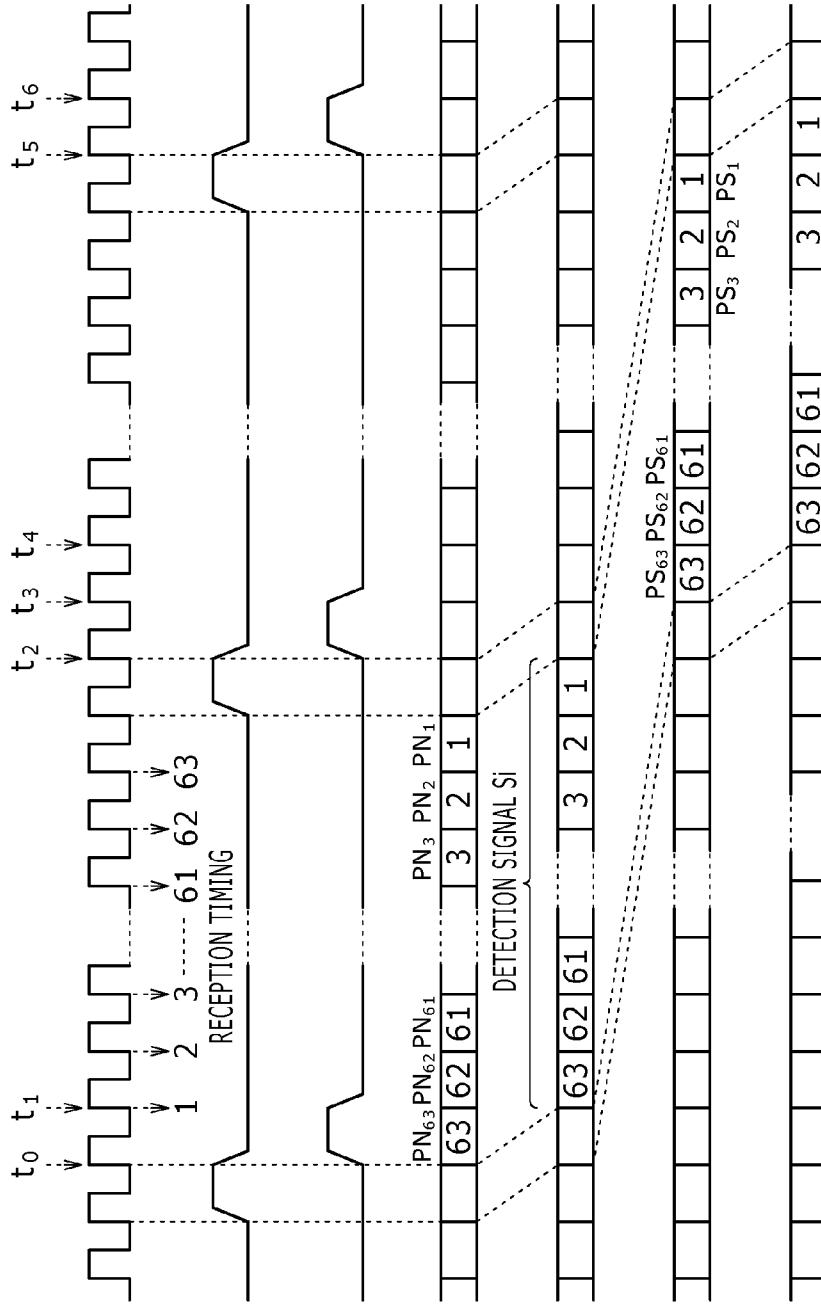 t₀ t₁ t₂ t₃ t₄ t₅ t₆
1 2 3 61 62 63
RECEPTION TIMING
PN₆₃ PN₆₂ PN₆₁ PN₃ PN₂ PN₁
63 62 61 3 2 1
DETECTION SIGNAL Si
63 62 61 3 2 1
PS₆₃ PS₆₂ PS₆₁
63 62 61 3 2 1
PS₃ PS₂ PS₁
63 62 61 3 2 1